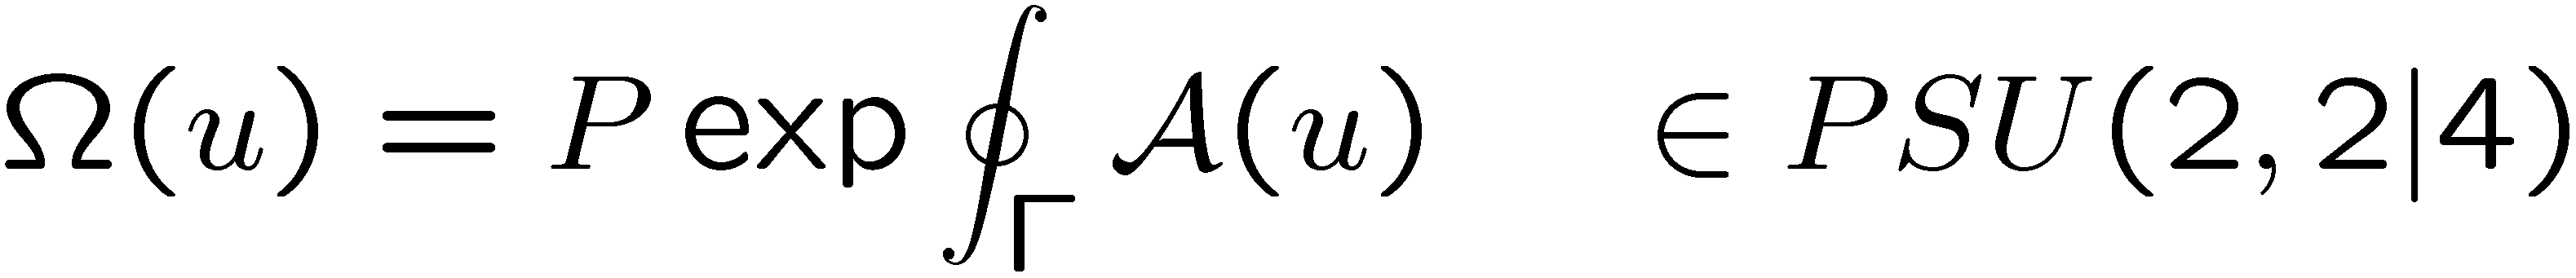 Ω(u) = P exp ∮_Γ 𝒜(u) ∈ PSU(2, 2|4)